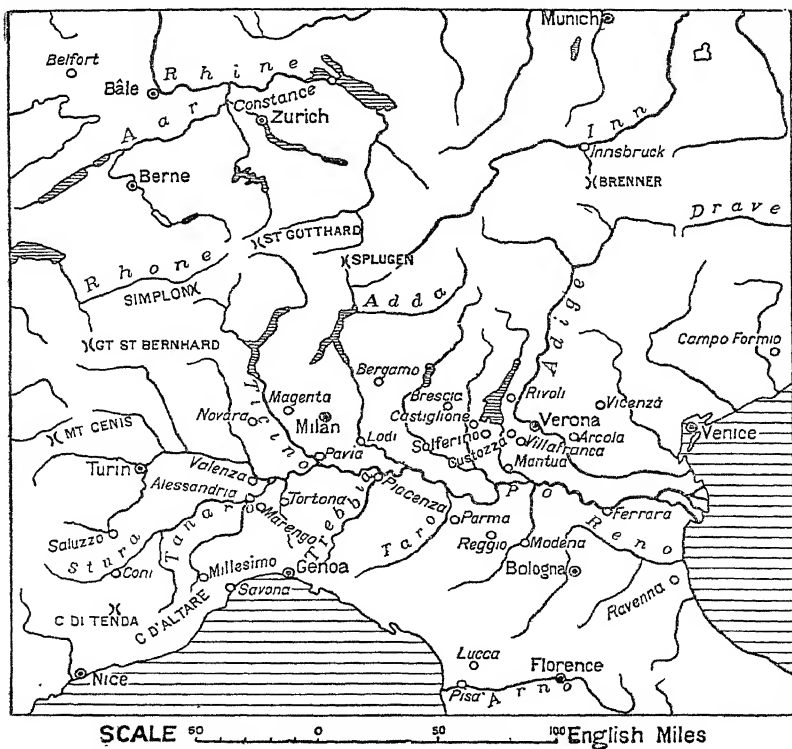 Munich
Belfort
Rhine
Bâle
Constance
Zurich
Aar
Inn
Innsbruck
Berne
)(BRENNER
Drave
)(ST GOTTHARD
)(SPLUGEN
Rhone
SIMPLON)(
Adda
Adige
)(GT ST BERNHARD
Campo Formio
Bergamo
Ticino
Magenta
Brescia
Rivoli
Vicenza
Novara
Milan
Castiglione
Verona
)(MT CENIS
Lodi
Solferino
Villafranca
Arcola
Venice
Custozza
Pavia
Mantua
Turin
Valenza
Alessandria
Tortona
Piacenza
Po
Marengo
Trebbia
Ferrara
Parma
Taro
Reno
Saluzzo
Stura
Tanaro
Reggio
Modena
Coni
Millesimo
Genoa
Bologna
Savona
Ravenna
C DI TENDA
C D'ALTARE
Lucca
Florence
Nice
Pisa
Arno
SCALE 50 0 50 100 English Miles